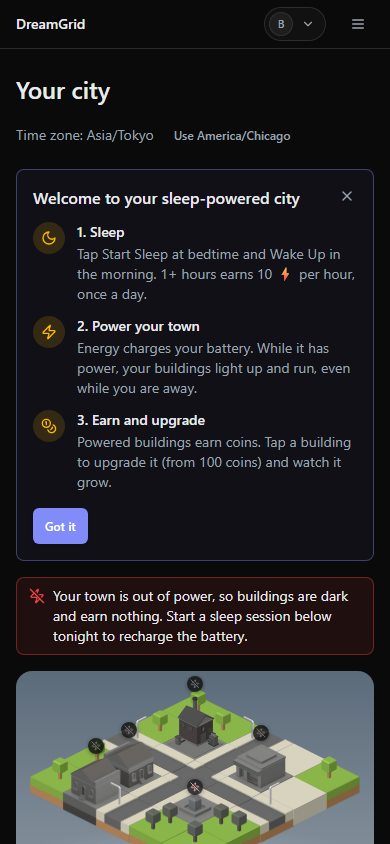 DreamGrid
B
Your city
Time zone: Asia/Tokyo Use America/Chicago
Welcome to your sleep-powered city
1. Sleep
Tap Start Sleep at bedtime and Wake Up in
the morning. 1+ hours earns 10 ⚡ per hour,
once a day.
2. Power your town
Energy charges your battery. While it has
power, your buildings light up and run, even
while you are away.
3. Earn and upgrade
Powered buildings earn coins. Tap a building
to upgrade it (from 100 coins) and watch it
grow.
Got it
Your town is out of power, so buildings are dark
and earn nothing. Start a sleep session below
tonight to recharge the battery.